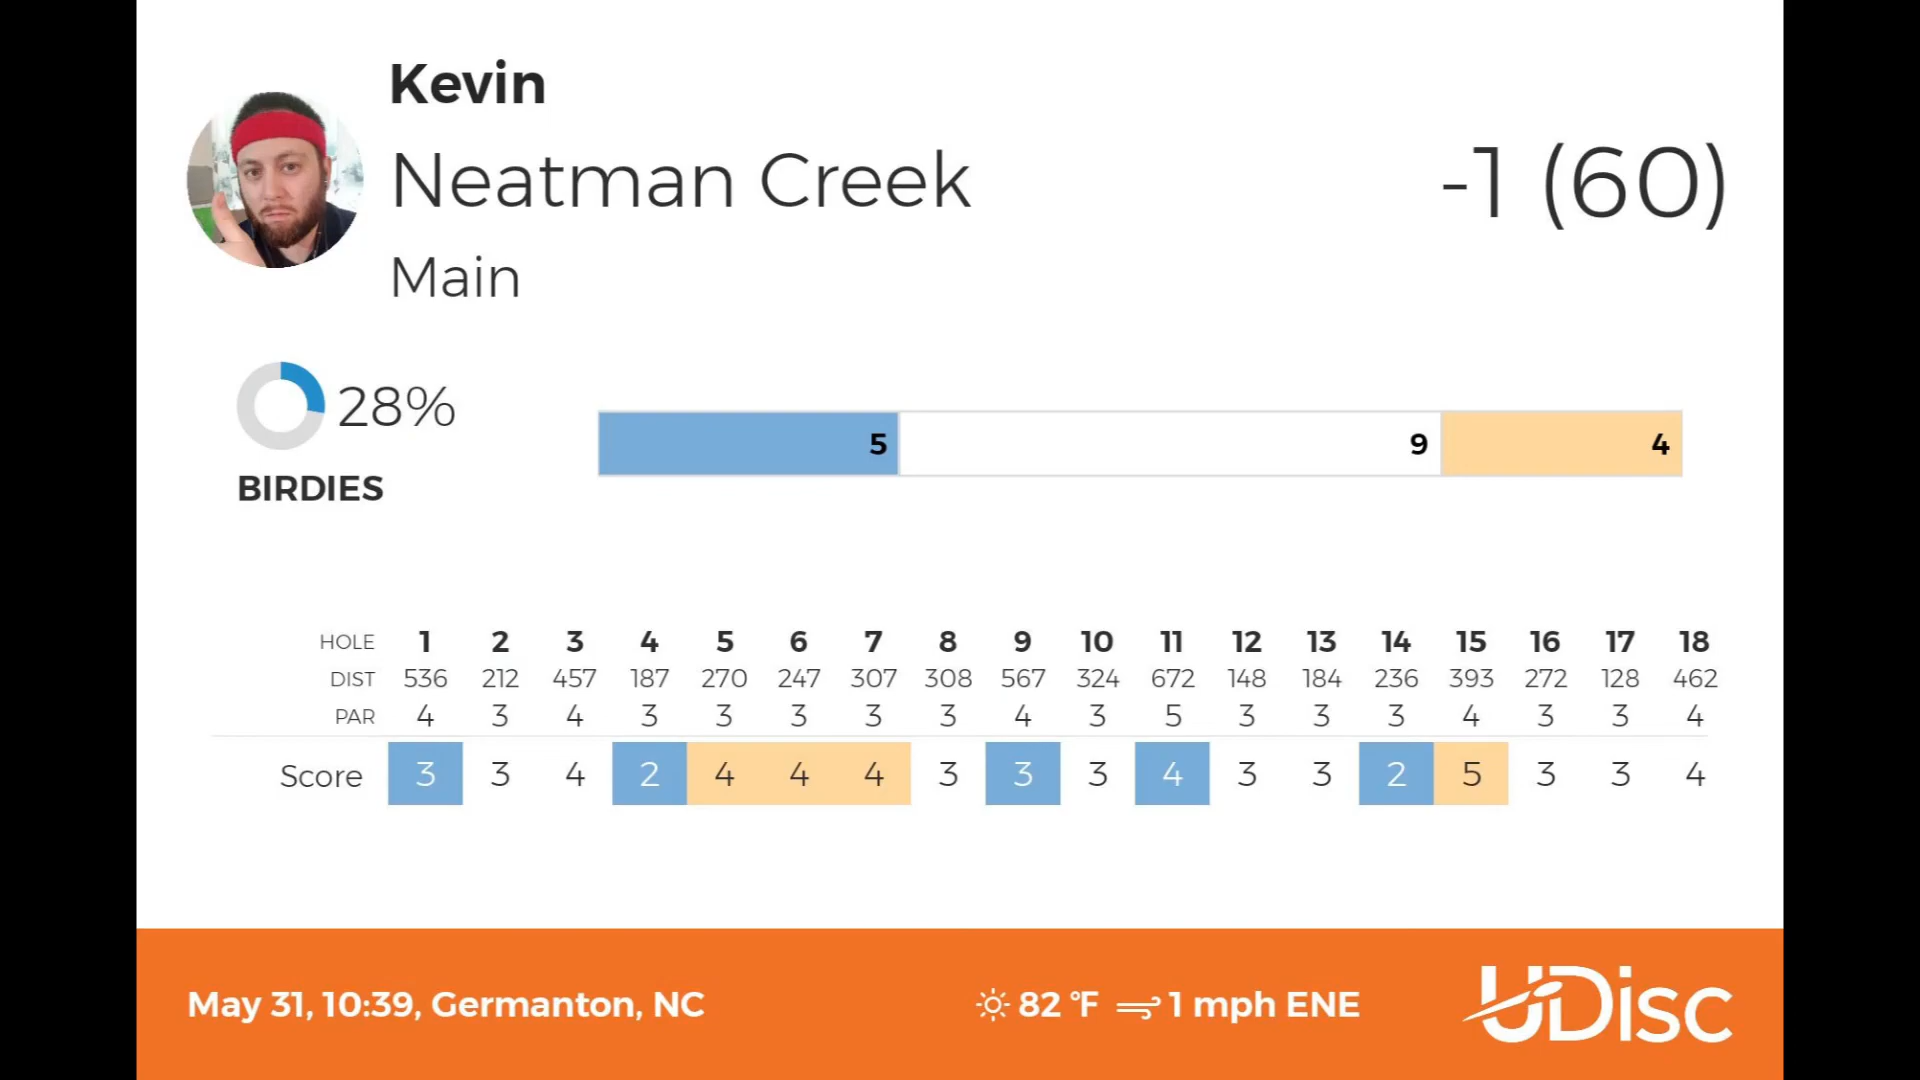 Kevin
Neatman Creek
-1 (60)
Main
28%
BIRDIES
5 9 4
HOLE 1 2 3 4 5 6 7 8 9 10 11 12 13 14 15 16 17 18
DIST 536 212 457 187 270 247 307 308 567 324 672 148 184 236 393 272 128 462
PAR 4 3 4 3 3 3 3 3 4 3 5 3 3 3 4 3 3 4
Score 3 3 4 2 4 4 4 3 3 3 4 3 3 2 5 3 3 4
May 31, 10:39, Germanton, NC
82 °F 1 mph ENE
UDisc